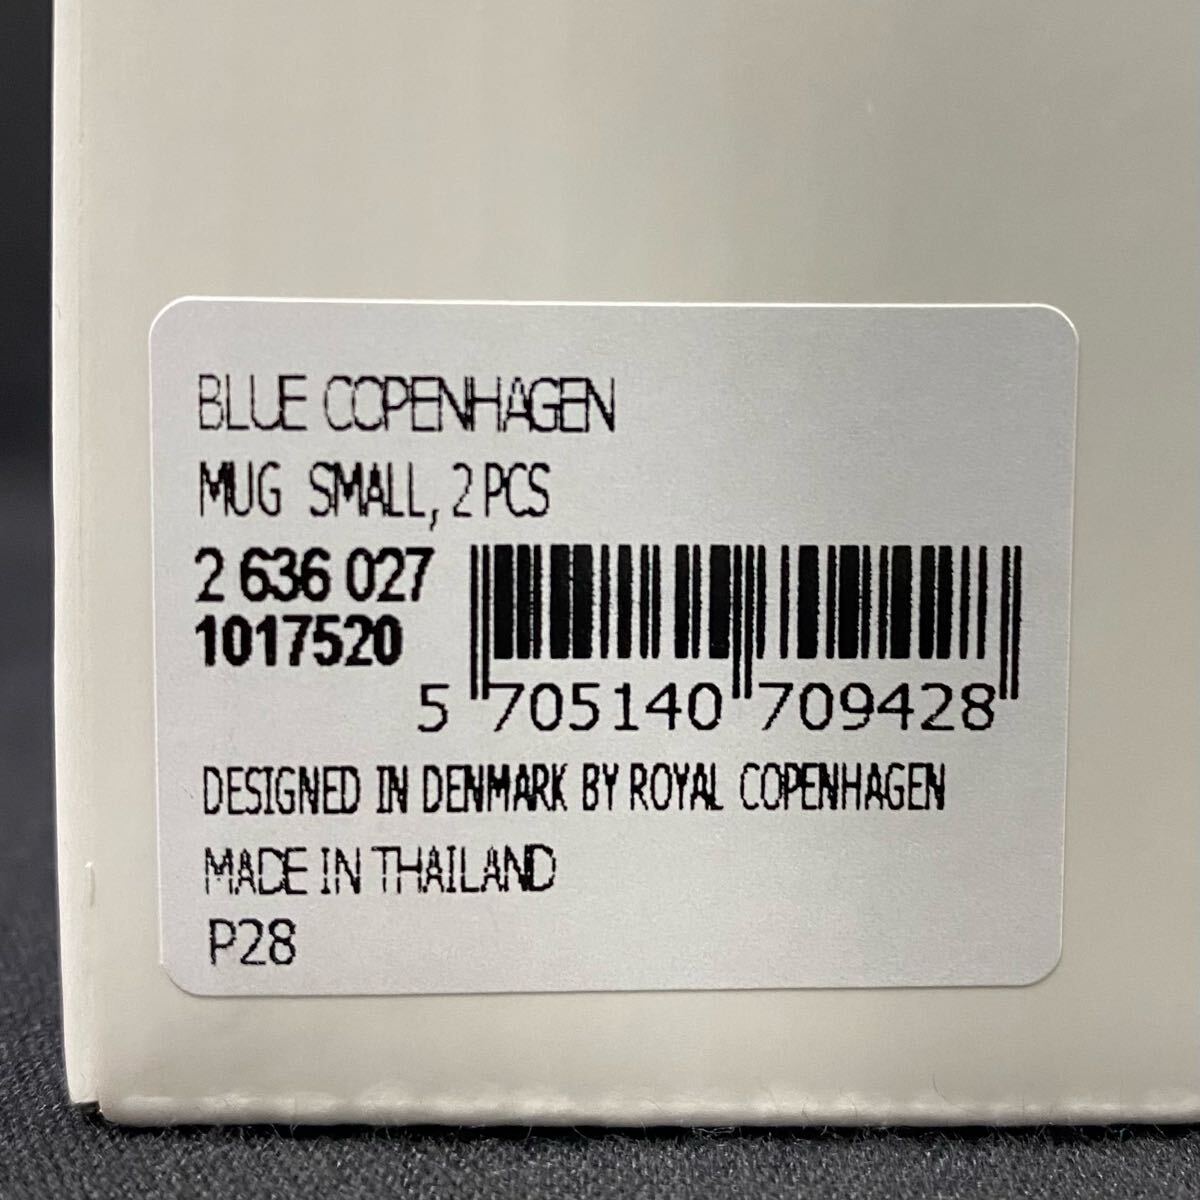 BLUE COPENHAGEN
MUG SMALL, 2 PCS
2 636 027
1017520
5 705140 709428
DESIGNED IN DENMARK BY ROYAL COPENHAGEN
MADE IN THAILAND
P28